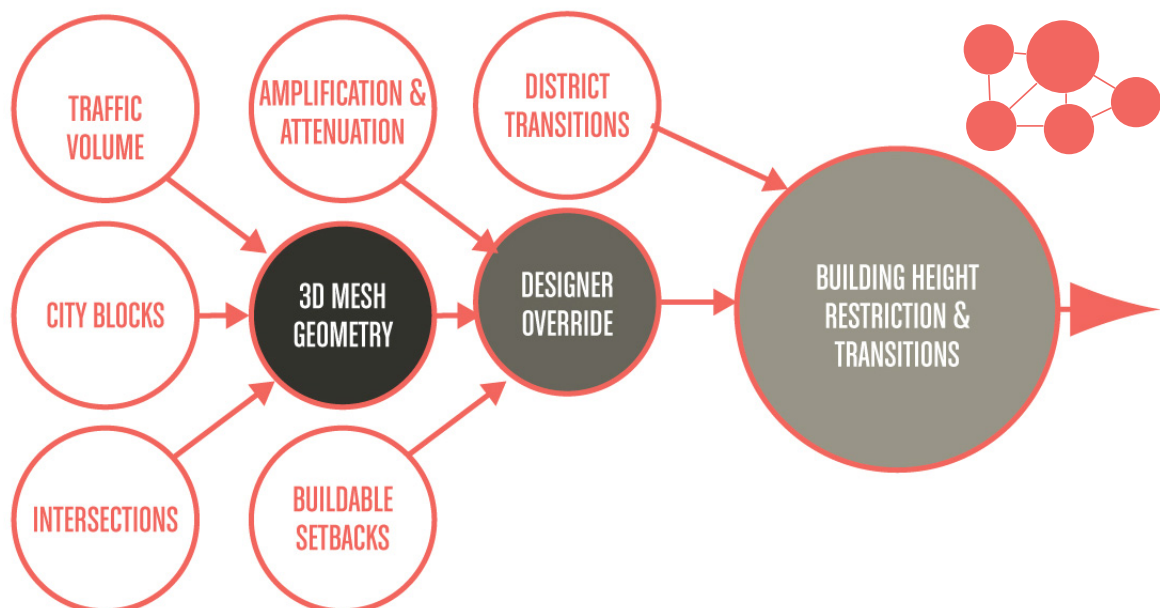 TRAFFIC
VOLUME
AMPLIFICATION &
ATTENUATION
DISTRICT
TRANSITIONS
CITY BLOCKS
3D MESH
GEOMETRY
DESIGNER
OVERRIDE
BUILDING HEIGHT
RESTRICTION &
TRANSITIONS
INTERSECTIONS
BUILDABLE
SETBACKS